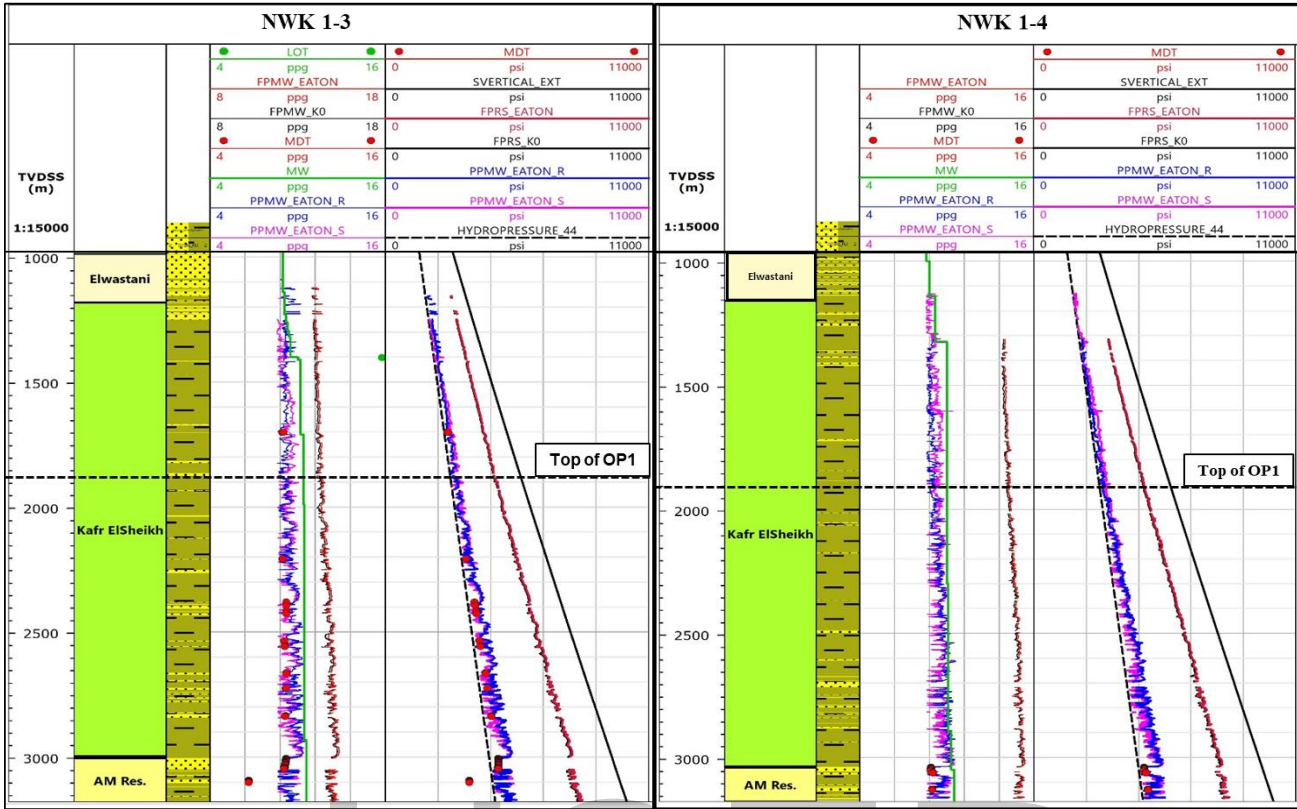 NWK 1-3
TVDSS
(m)
1:15000
LOT
4 ppg 16
FPMW_EATON
8 ppg 18
FPMW_K0
8 ppg 18
MDT
4 ppg 16
MW
4 ppg 16
PPMW_EATON_R
4 ppg 16
PPMW_EATON_S
4 ppg 16
MDT
0 psi 11000
SVERTICAL_EXT
0 psi 11000
FPRS_EATON
0 psi 11000
FPRS_K0
0 psi 11000
PPMW_EATON_R
0 psi 11000
PPMW_EATON_S
0 psi 11000
HYDROPRESSURE_44
0 psi 11000
1000
Elwastani
1500
Top of OP1
2000
Kafr ElSheikh
2500
3000
AM Res.
NWK 1-4
TVDSS
(m)
1:15000
FPMW_EATON
4 ppg 16
FPMW_K0
4 ppg 16
MDT
4 ppg 16
MW
4 ppg 16
PPMW_EATON_R
4 ppg 16
PPMW_EATON_S
4 ppg 16
MDT
0 psi 11000
SVERTICAL_EXT
0 psi 11000
FPRS_EATON
0 psi 11000
FPRS_K0
0 psi 11000
PPMW_EATON_R
0 psi 11000
PPMW_EATON_S
0 psi 11000
HYDROPRESSURE_44
0 psi 11000
1000
Elwastani
1500
Top of OP1
2000
Kafr ElSheikh
2500
3000
AM Res.